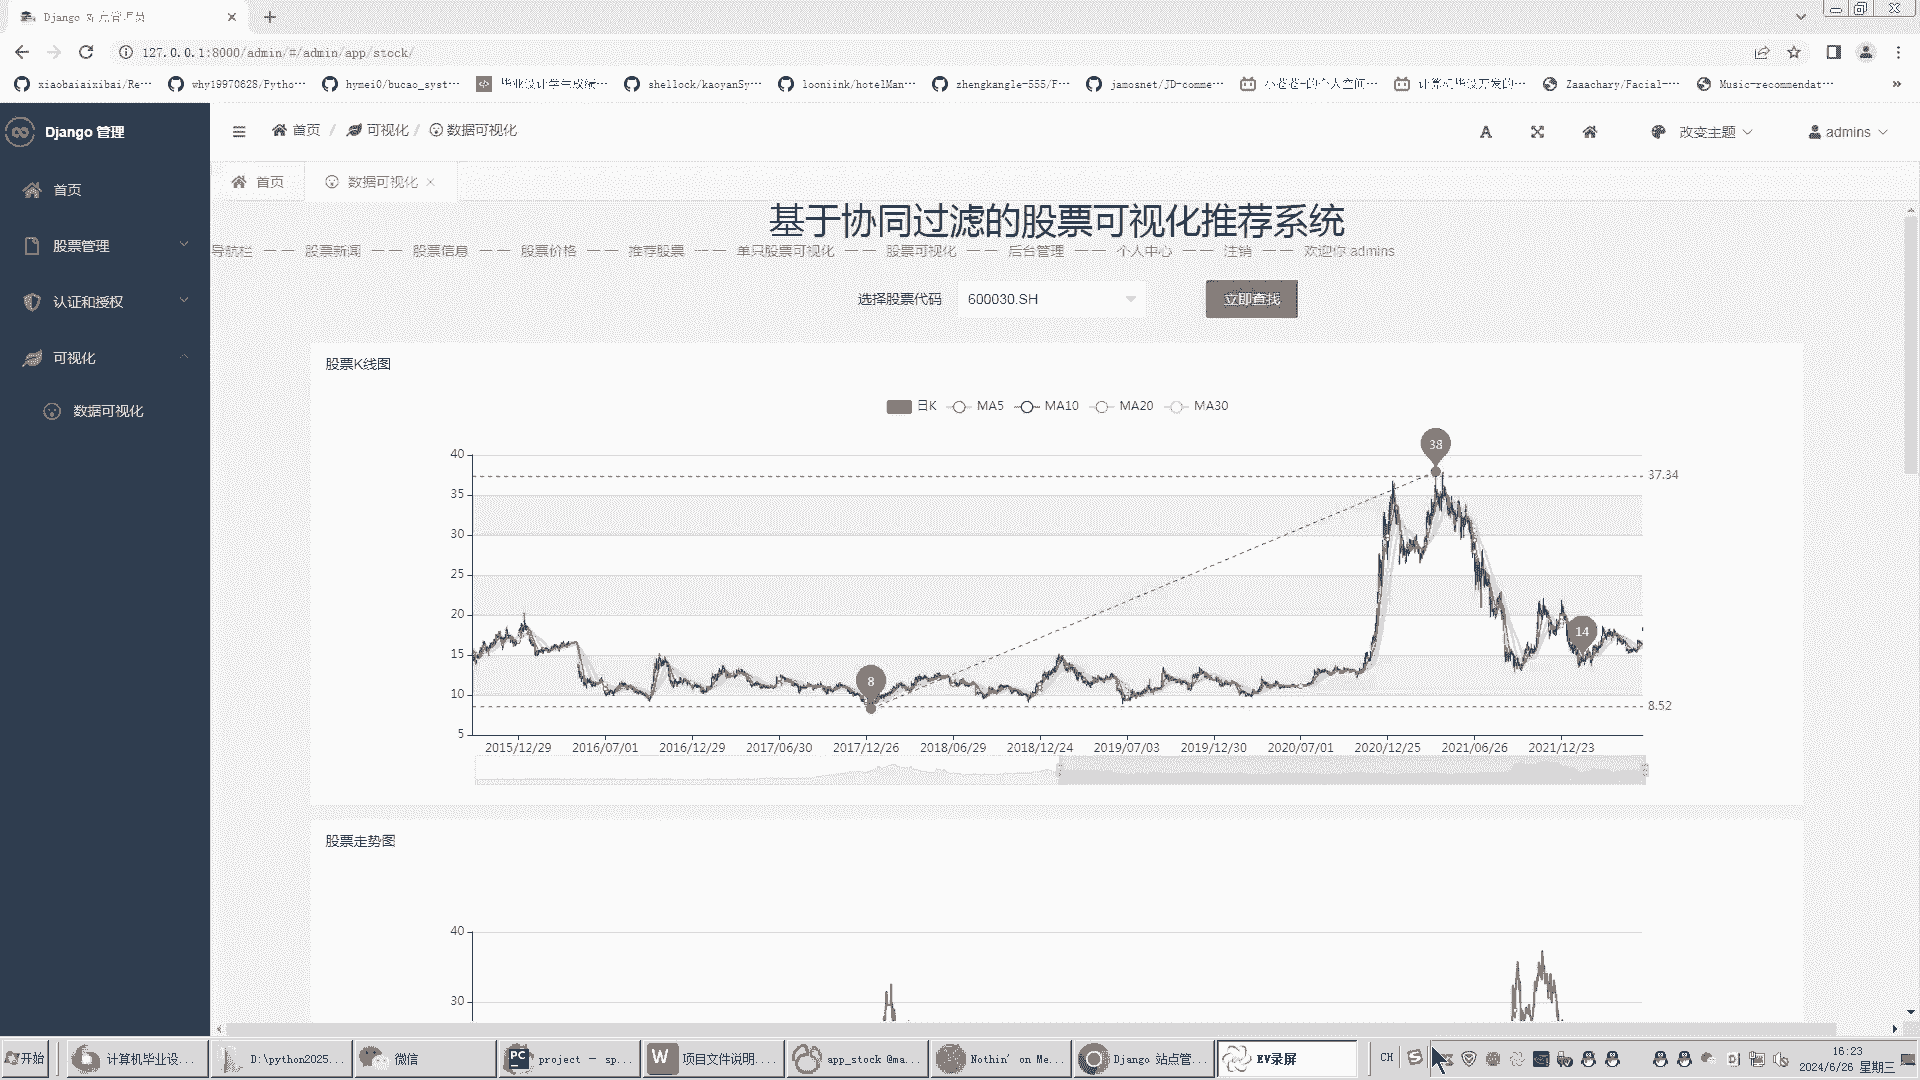 Django 站点管理员
127.0.0.1:8000/admin/#/admin/app/stock/
xiaobaixibai/Re… why19970628/Pytho… hymei0/bucao_syst… 毕业设计学生成绩… shellock/kaoyanSy… looniink/hotelMan… zhengkangle-555/F… jamosnet/JD-comme… 计算机毕设开发的… Zaaachary/Facial-… Music-recommendat… »
Django 管理
首页 / 可视化 / 数据可视化
A 改变主题 admins
首页
股票管理
认证和授权
可视化
数据可视化
首页 数据可视化
基于协同过滤的股票可视化推荐系统
导航栏 —— 股票新闻 —— 股票信息 —— 股票价格 —— 推荐股票 —— 单只股票可视化 —— 股票可视化 —— 后台管理 —— 个人中心 —— 注销 —— 欢迎你:admins
选择股票代码 600030.SH 立即查找
股票K线图
日K MA5 MA10 MA20 MA30
38
40
37.34
35
30
25
20
14
15
8
10
8.52
5
2015/12/29 2016/07/01 2016/12/29 2017/06/30 2017/12/26 2018/06/29 2018/12/24 2019/07/03 2019/12/30 2020/07/01 2020/12/25 2021/06/26 2021/12/23
股票走势图
40
30
开始 计算机毕业设... D:\python2025... 微信 project – sp... 项目文件说明.... app_stock @ma... Nothin' on Me... Django 站点管... EV录屏 CH
16:23
2024/6/26 星期三